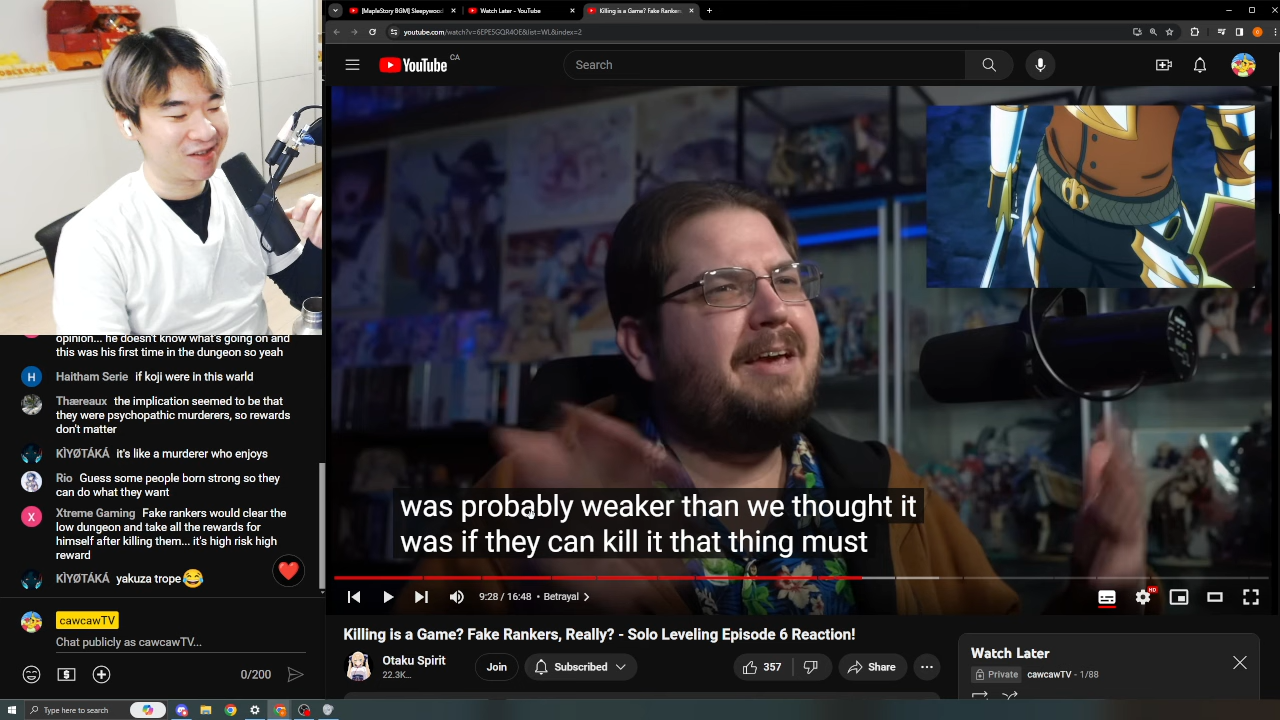 [MapleStory BGM] Sleepywood
Watch Later - YouTube
Killing is a Game? Fake Rankers
youtube.com/watch?v=6EPE5GQR4OE&list=WL&index=2
YouTube CA
Search
opinion... he doesn't know what's going on and
this was his first time in the dungeon so yeah
Haitham Serie if koji were in this warld
Thæreaux the implication seemed to be that
they were psychopathic murderers, so rewards
don't matter
KÌYØTÁKÁ it's like a murderer who enjoys
Rio Guess some people born strong so they
can do what they want
Xtreme Gaming Fake rankers would clear the
low dungeon and take all the rewards for
himself after killing them... it's high risk high
reward
KÌYØTÁKÁ yakuza trope😂
cawcawTV
Chat publicly as cawcawTV...
0/200
was probably weaker than we thought it
was if they can kill it that thing must
9:28 / 16:48 • Betrayal
HD
Killing is a Game? Fake Rankers, Really? - Solo Leveling Episode 6 Reaction!
Otaku Spirit
22.3K...
Join
Subscribed
357
Share
Watch Later
Private cawcawTV - 1/88
Type here to search